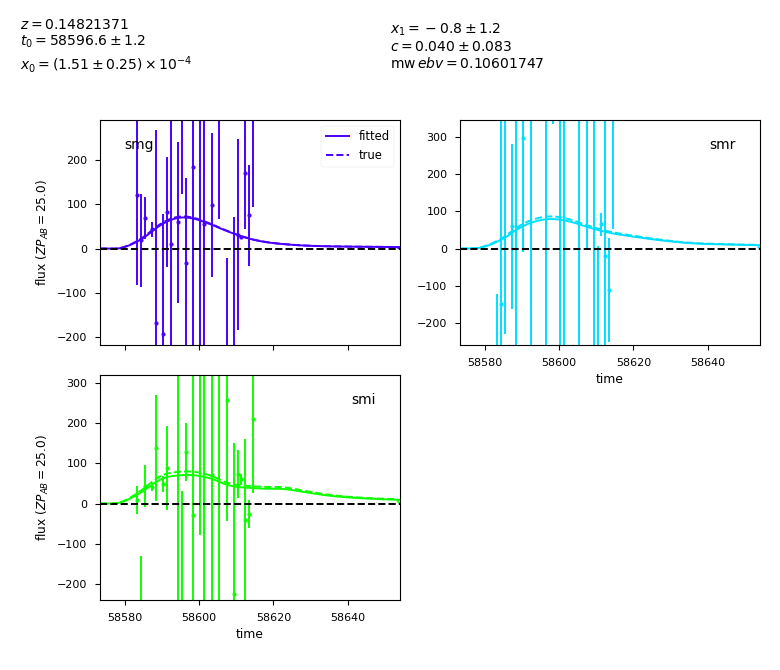 z = 0.14821371
t₀ = 58596.6 ± 1.2
x₀ = (1.51 ± 0.25) × 10⁻⁴
x₁ = −0.8 ± 1.2
c = 0.040 ± 0.083
mw ebv = 0.10601747
smg
fitted
true
200
100
0
−100
−200
flux (ZP_AB = 25.0)
smr
300
200
100
0
−100
−200
58580 58600 58620 58640
time
smi
300
200
100
0
−100
−200
flux (ZP_AB = 25.0)
58580 58600 58620 58640
time